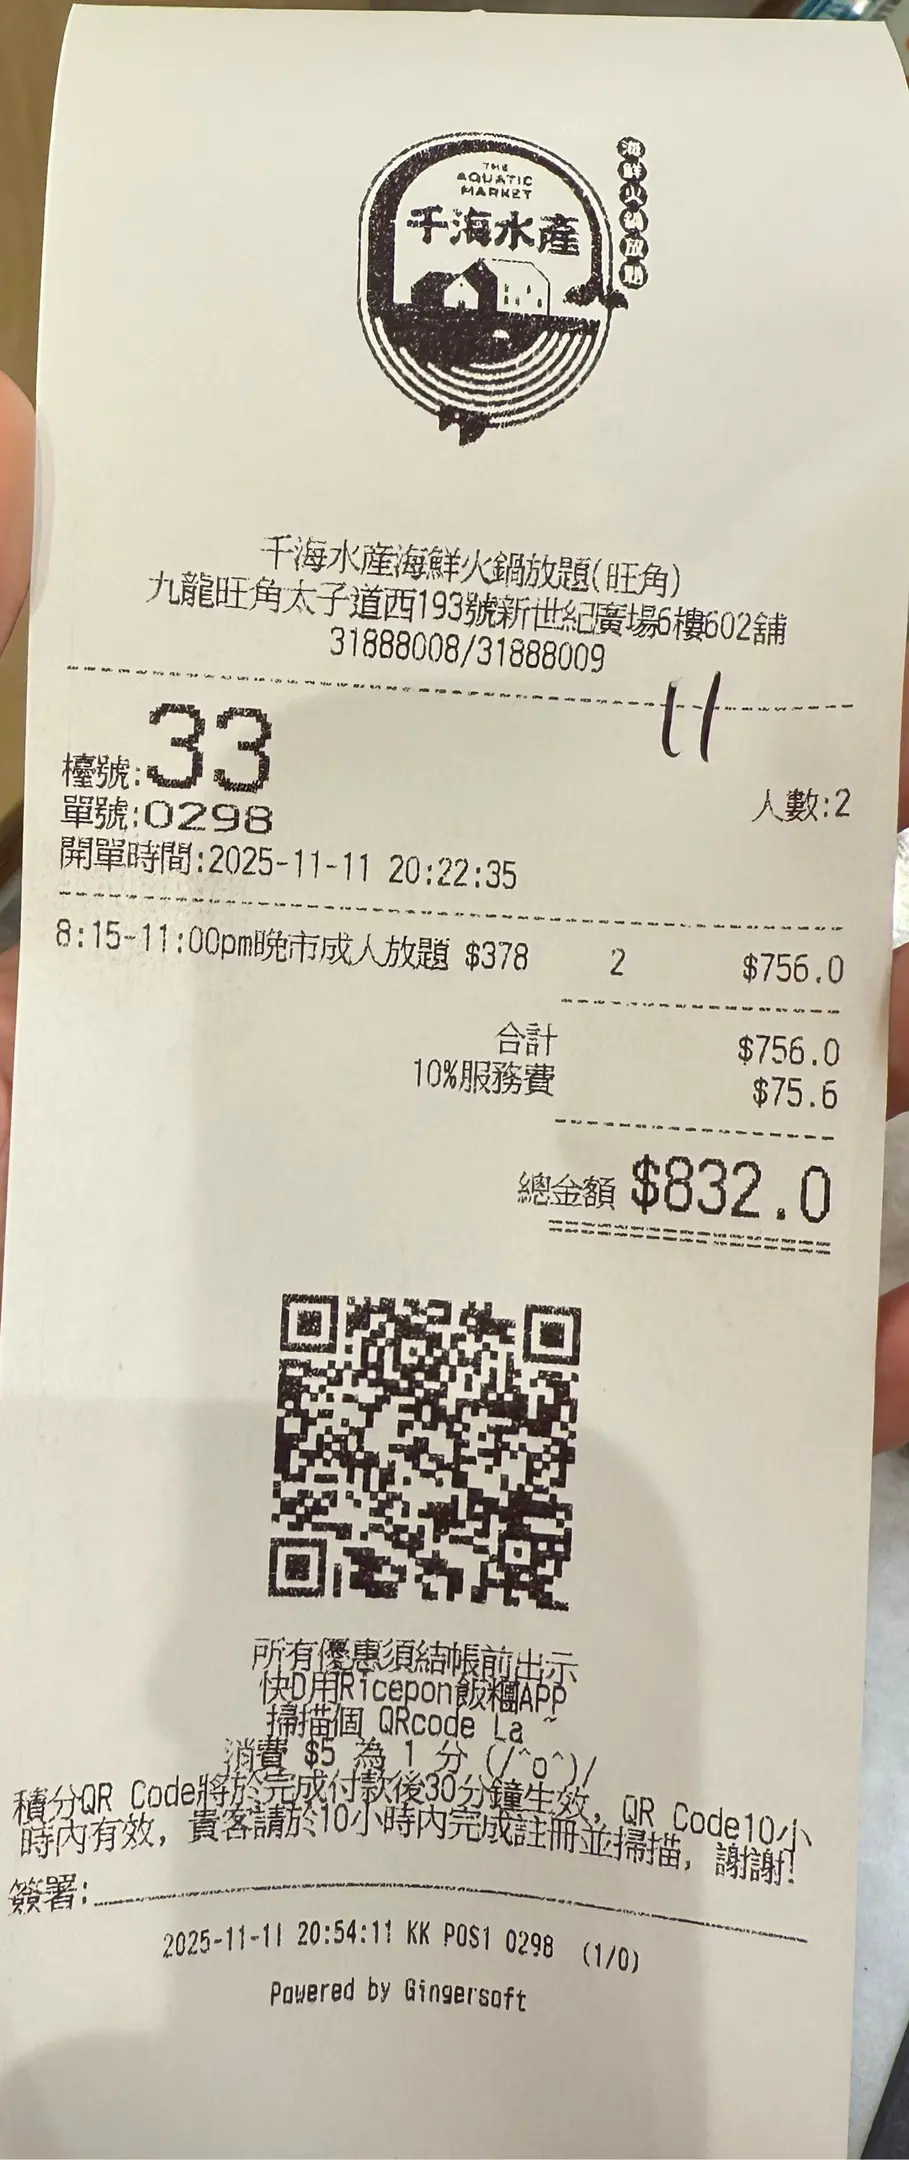 THE
AQUATIC
MARKET
千海水產
海鮮火鍋放題
千海水產海鮮火鍋放題(旺角)
九龍旺角太子道西193號新世紀廣場6樓602舖
31888008/31888009
11
檯號:33
人數:2
單號:0298
開單時間:2025-11-11 20:22:35
8:15-11:00pm晚市成人放題 $378 2 $756.0
合計 $756.0
10%服務費 $75.6
總金額 $832.0
所有優惠須結帳前出示
快D用Ricepon飯糰APP
掃描個 QRcode La ~
消費 $5 為 1 分 (/^o^)/
積分QR Code將於完成付款後30分鐘生效, QR Code10小
時內有效, 貴客請於10小時內完成註冊並掃描, 謝謝!
簽署:
2025-11-11 20:54:11 KK POS1 0298 (1/0)
Powered by Gingersoft